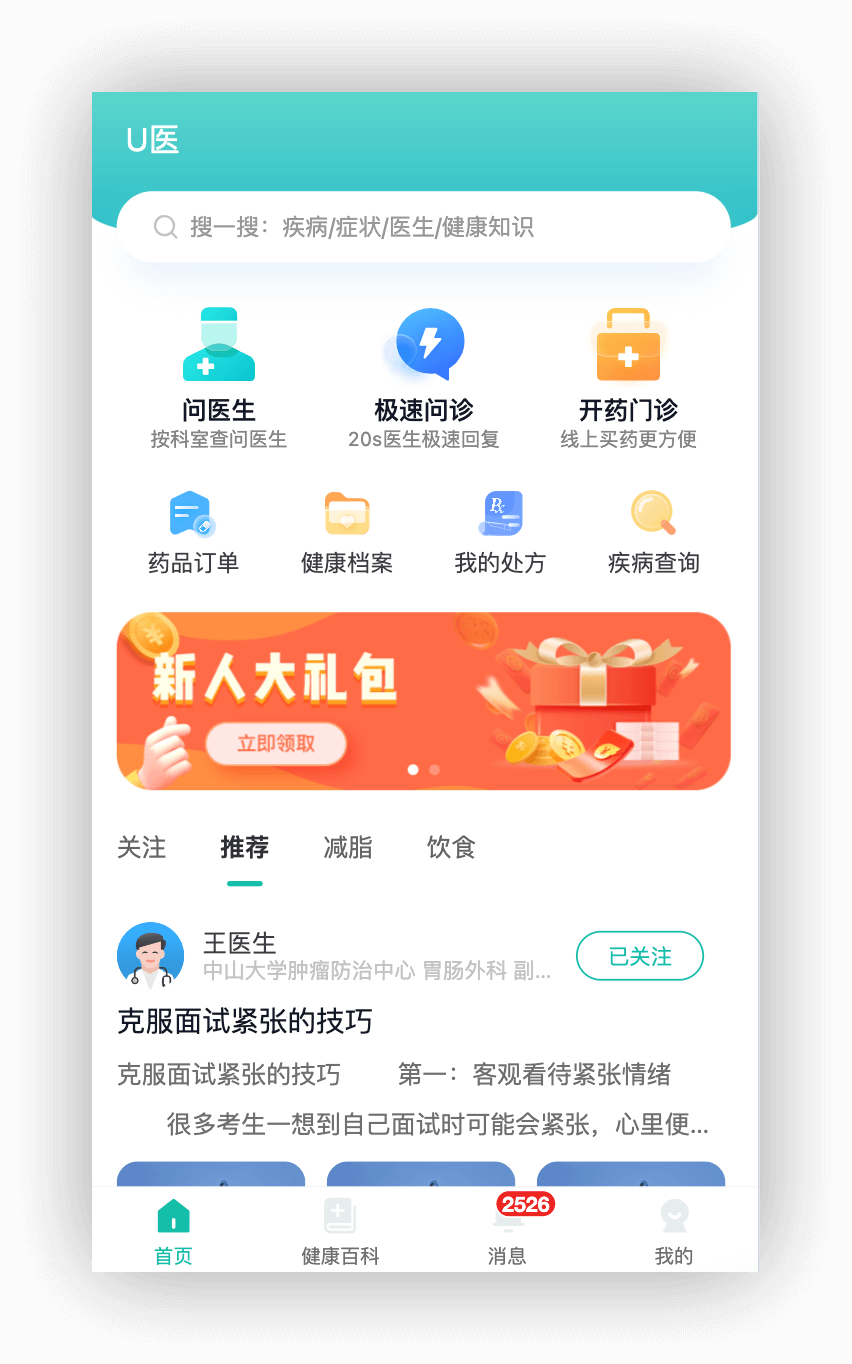 U医
搜一搜：疾病/症状/医生/健康知识
问医生 极速问诊 开药门诊
按科室查问医生 20s医生极速回复 线上买药更方便
Rx
药品订单 健康档案 我的处方 疾病查询
新人大礼包
立即领取
关注 推荐 减脂 饮食
王医生
中山大学肿瘤防治中心 胃肠外科 副...
已关注
克服面试紧张的技巧
克服面试紧张的技巧 第一：客观看待紧张情绪
很多考生一想到自己面试时可能会紧张，心里便...
2526
首页 健康百科 消息 我的